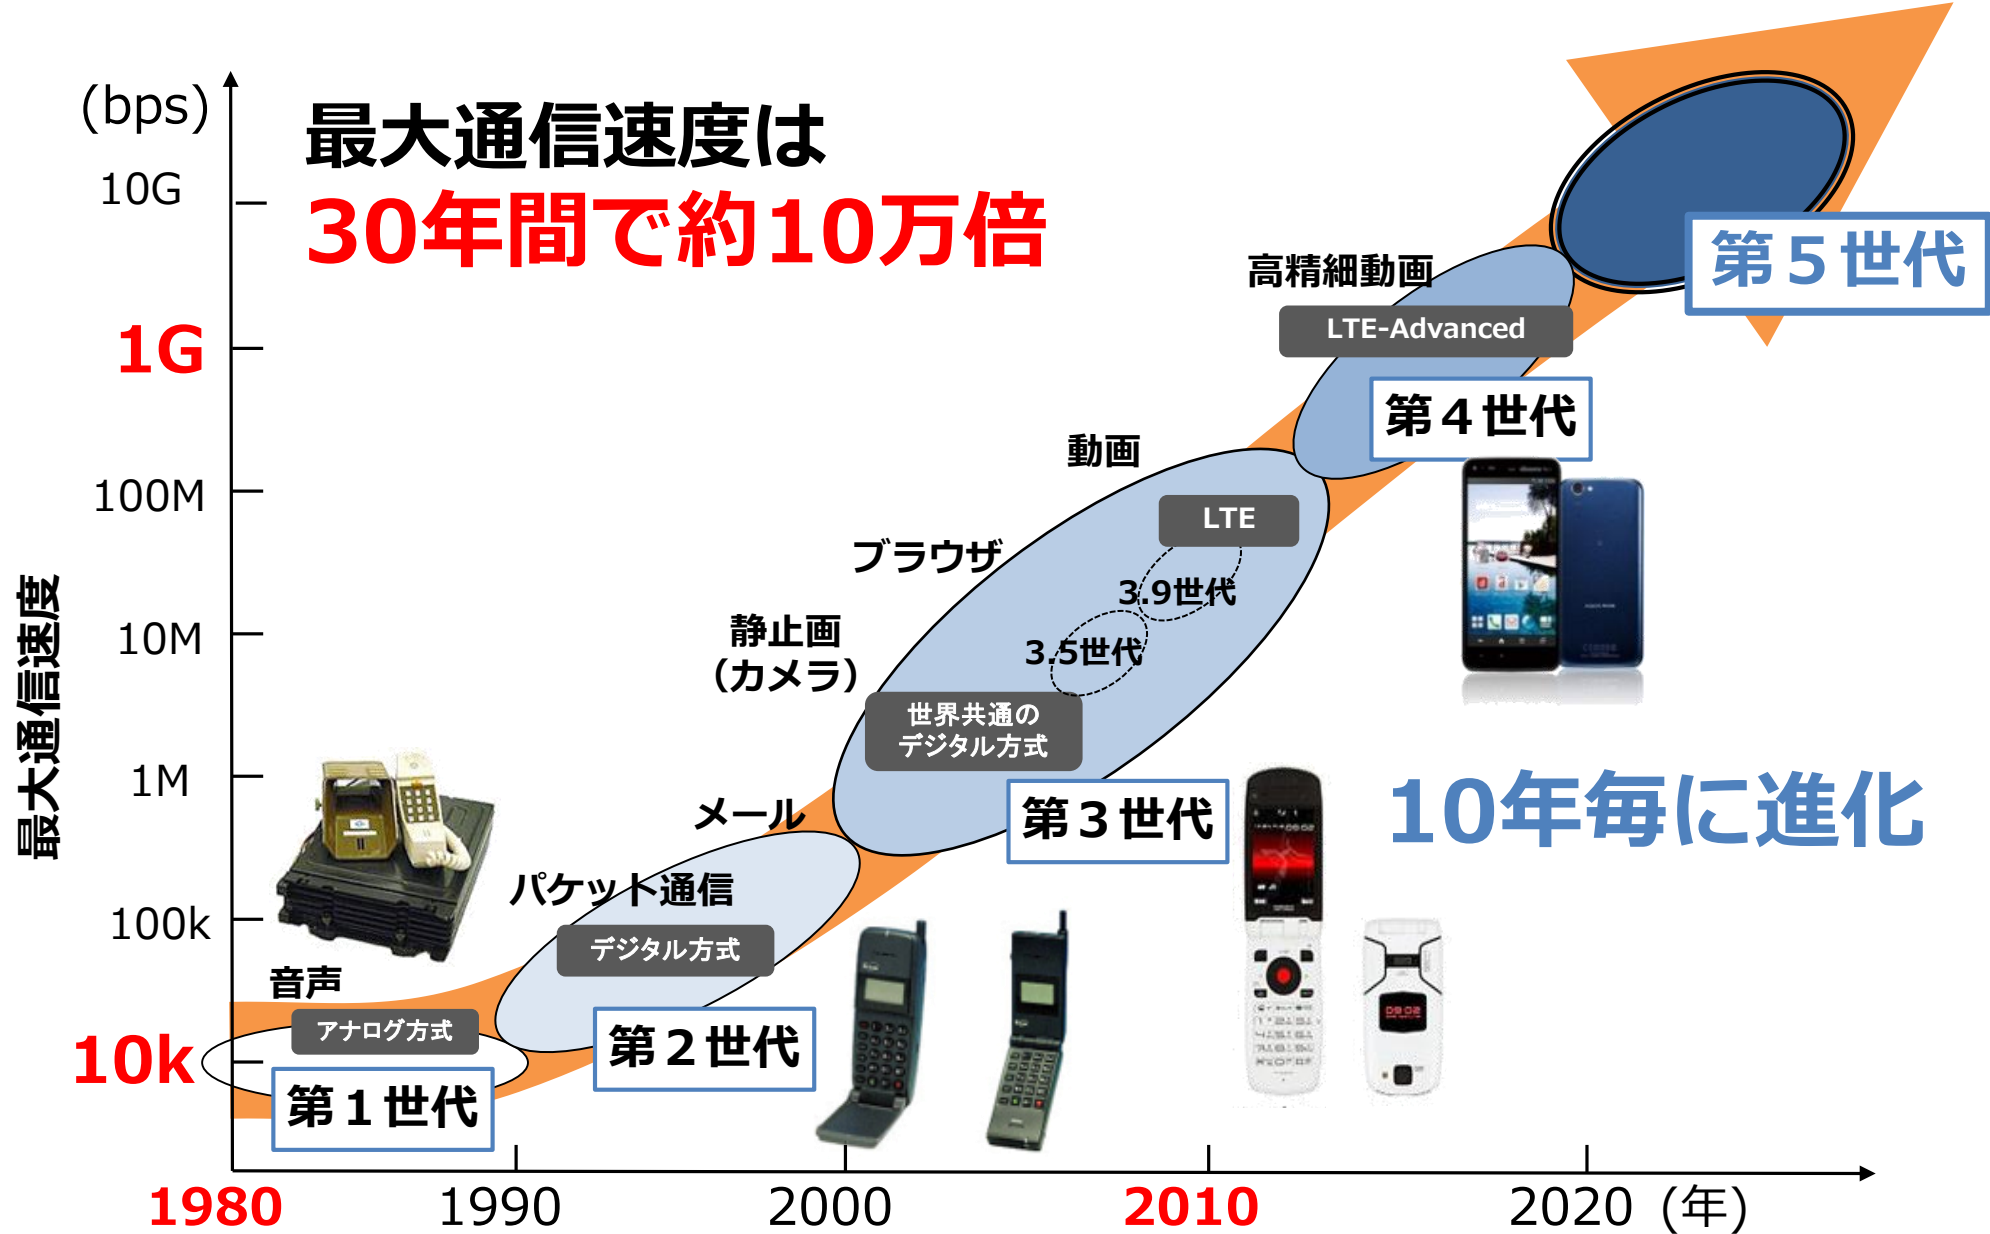 (bps)
最大通信速度は
30年間で約10万倍
10G
1G
100M
10M
1M
100k
10k
最大通信速度
第５世代
高精細動画
LTE-Advanced
第４世代
動画
LTE
ブラウザ
3.9世代
静止画
（カメラ）
3.5世代
世界共通の
デジタル方式
第３世代
10年毎に進化
メール
パケット通信
デジタル方式
第２世代
音声
アナログ方式
第１世代
1980
1990
2000
2010
2020
(年)